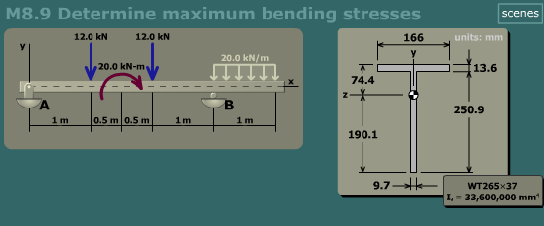 M8.9 Determine maximum bending stresses
scenes
12.0 kN
12.0 kN
y
20.0 kN-m
20.0 kN/m
x
A
B
1 m
0.5 m
0.5 m
1 m
1 m
166
units: mm
y
13.6
74.4
z
250.9
190.1
9.7
WT265×37
Iz = 33,600,000 mm⁴